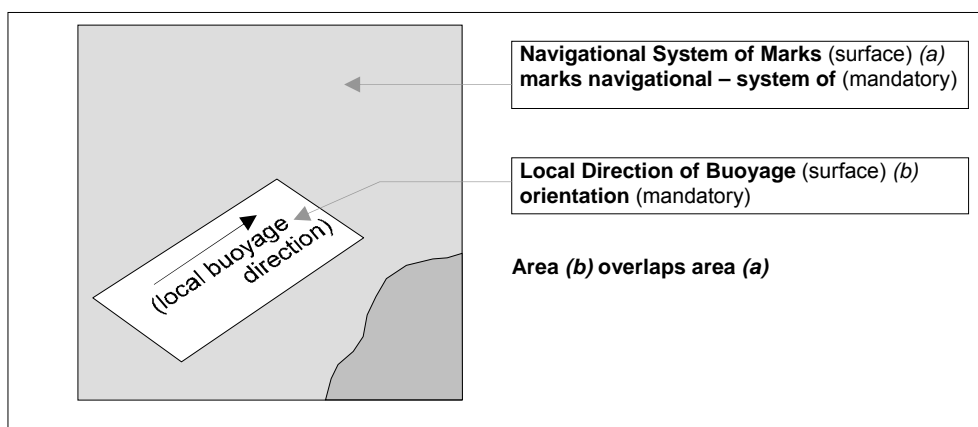 Navigational System of Marks (surface) (a)
marks navigational – system of (mandatory)
Local Direction of Buoyage (surface) (b)
orientation (mandatory)
(local buoyage
direction)
Area (b) overlaps area (a)